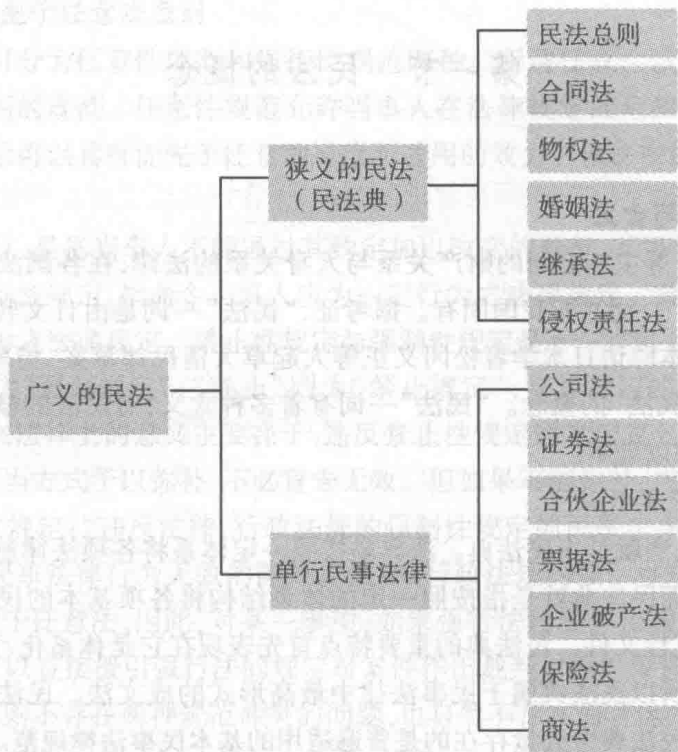 广义的民法
狭义的民法
（民法典）
民法总则
合同法
物权法
婚姻法
继承法
侵权责任法
单行民事法律
公司法
证券法
合伙企业法
票据法
企业破产法
保险法
商法